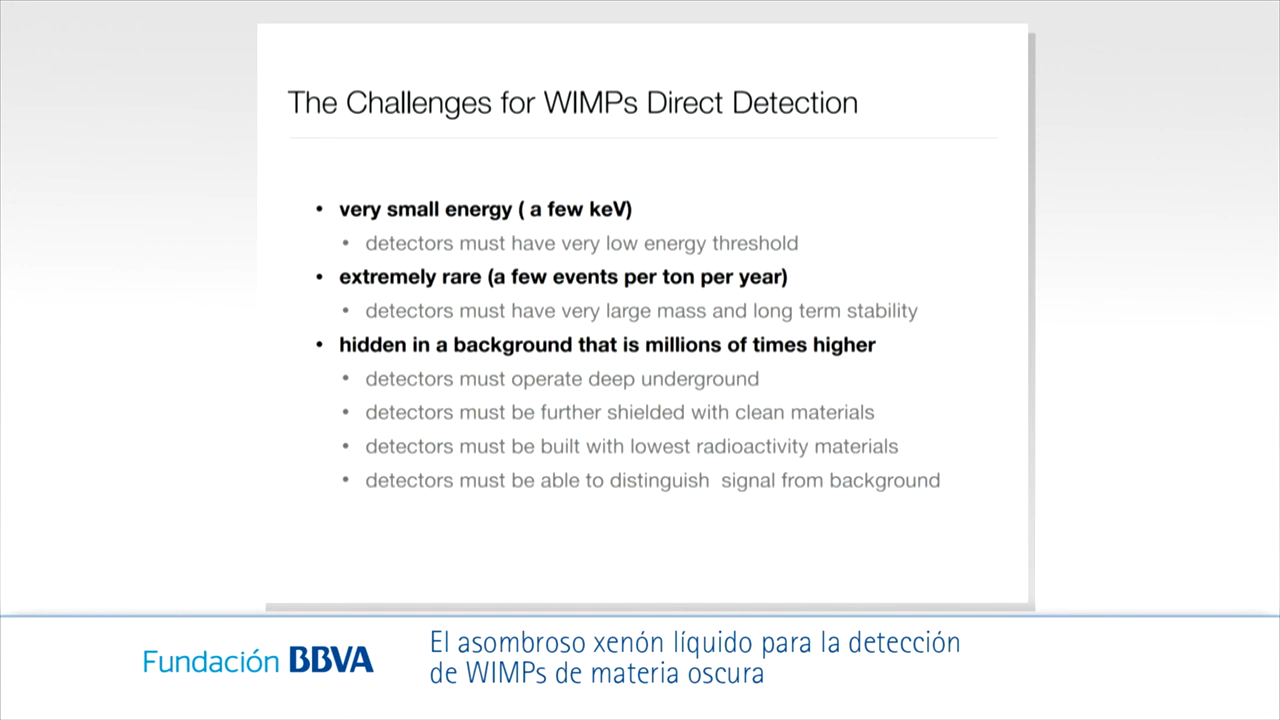 The Challenges for WIMPs Direct Detection
• very small energy ( a few keV)
• detectors must have very low energy threshold
• extremely rare (a few events per ton per year)
• detectors must have very large mass and long term stability
• hidden in a background that is millions of times higher
• detectors must operate deep underground
• detectors must be further shielded with clean materials
• detectors must be built with lowest radioactivity materials
• detectors must be able to distinguish  signal from background
Fundación BBVA
El asombroso xenón líquido para la detección
de WIMPs de materia oscura